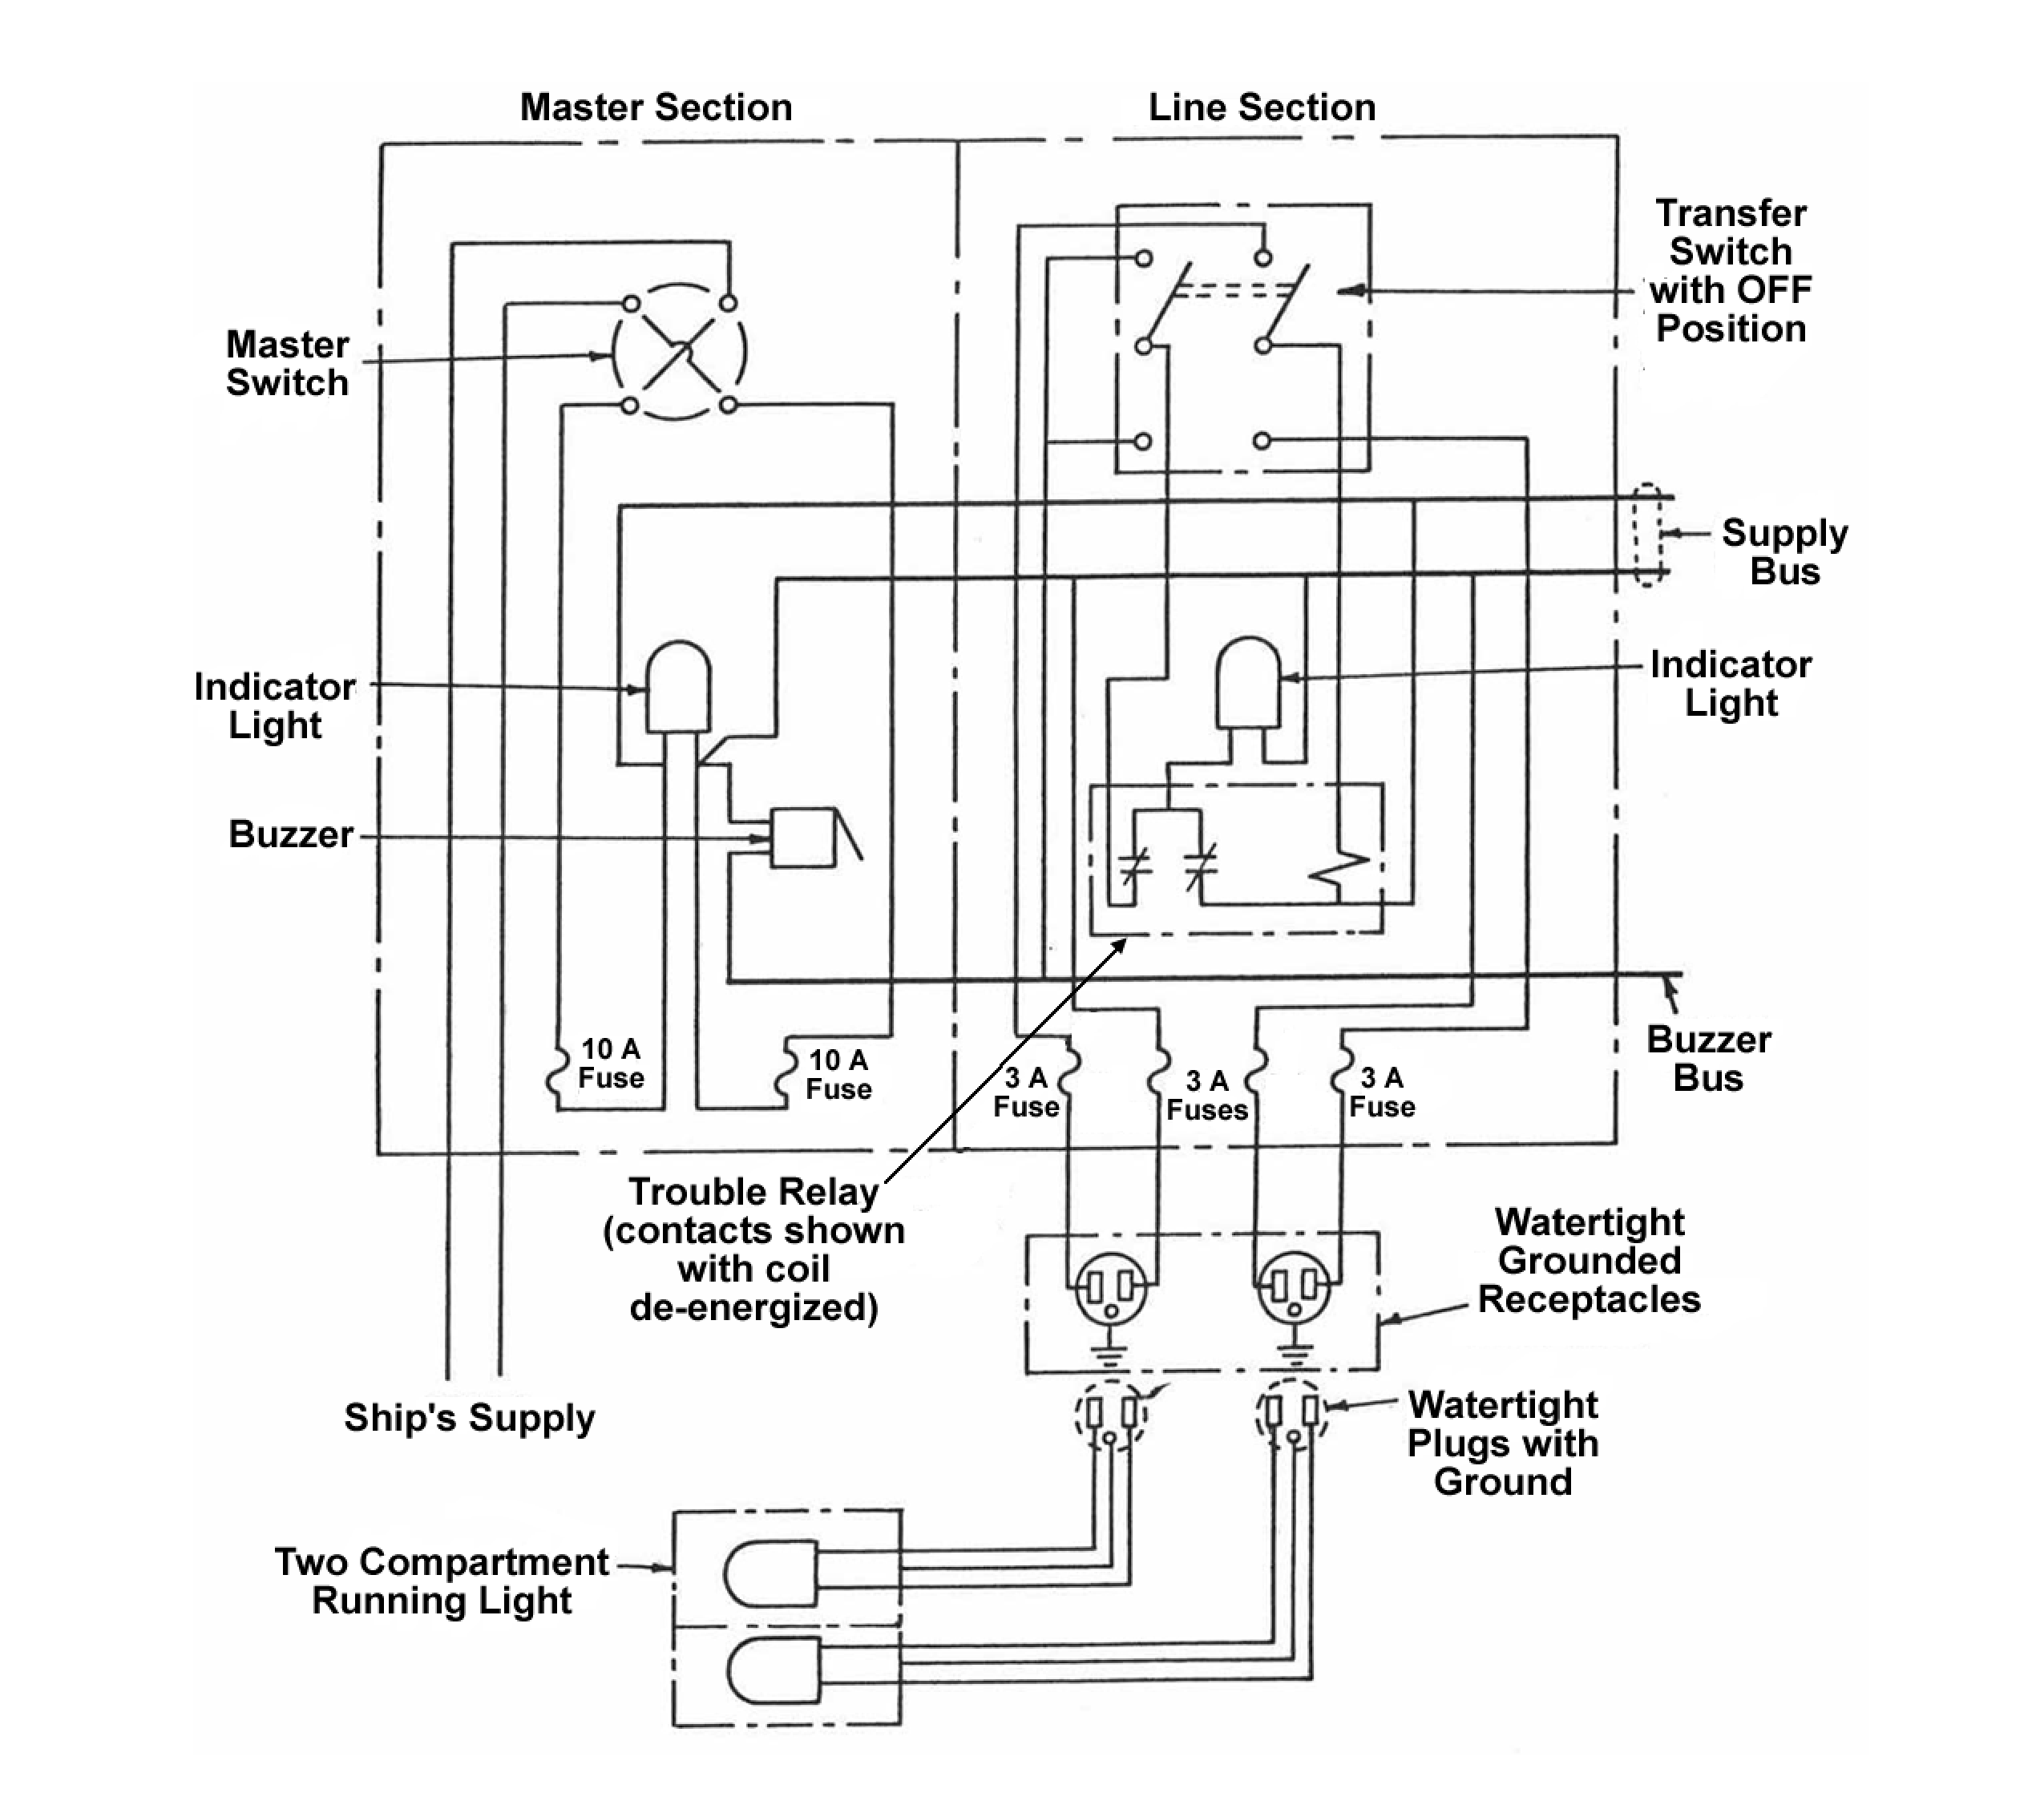 Master Section
Line Section
Transfer
Switch
with OFF
Position
Master
Switch
Supply
Bus
Indicator
Light
Indicator
Light
Buzzer
10 A
Fuse
10 A
Fuse
3 A
Fuse
3 A
Fuses
3 A
Fuse
Buzzer
Bus
Trouble Relay
(contacts shown
with coil
de-energized)
Watertight
Grounded
Receptacles
Ship's Supply
Watertight
Plugs with
Ground
Two Compartment
Running Light